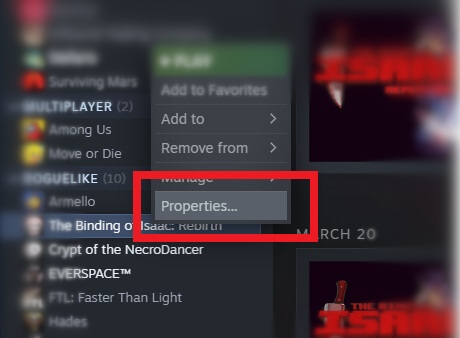 PLAY
Add to Favorites
Surviving Mars
Add to
MULTIPLAYER (2)
Among Us
Remove from
Move or Die
Manage
ROGUELIKE (10)
Armello
Properties...
The Binding of Isaac: Rebirth
MARCH 20
Crypt of the NecroDancer
EVERSPACE™
FTL: Faster Than Light
Hades